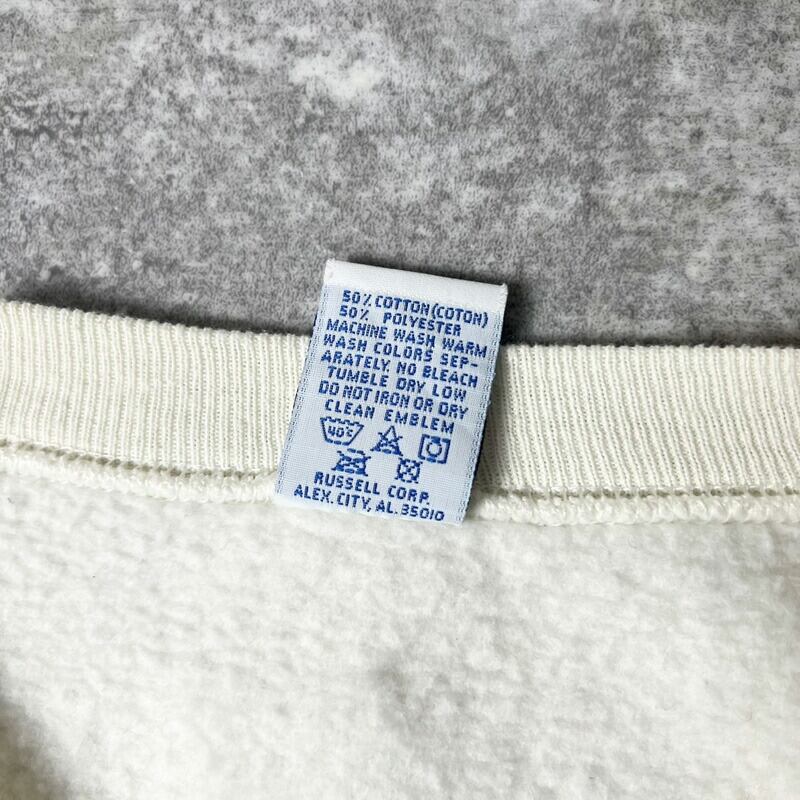 50% COTTON (COTON)
50% POLYESTER
MACHINE WASH WARM
WASH COLORS SEP-
ARATELY. NO BLEACH
TUMBLE DRY LOW
DO NOT IRON OR DRY
CLEAN EMBLEM
40°C
RUSSELL CORP.
ALEX. CITY, AL. 35010